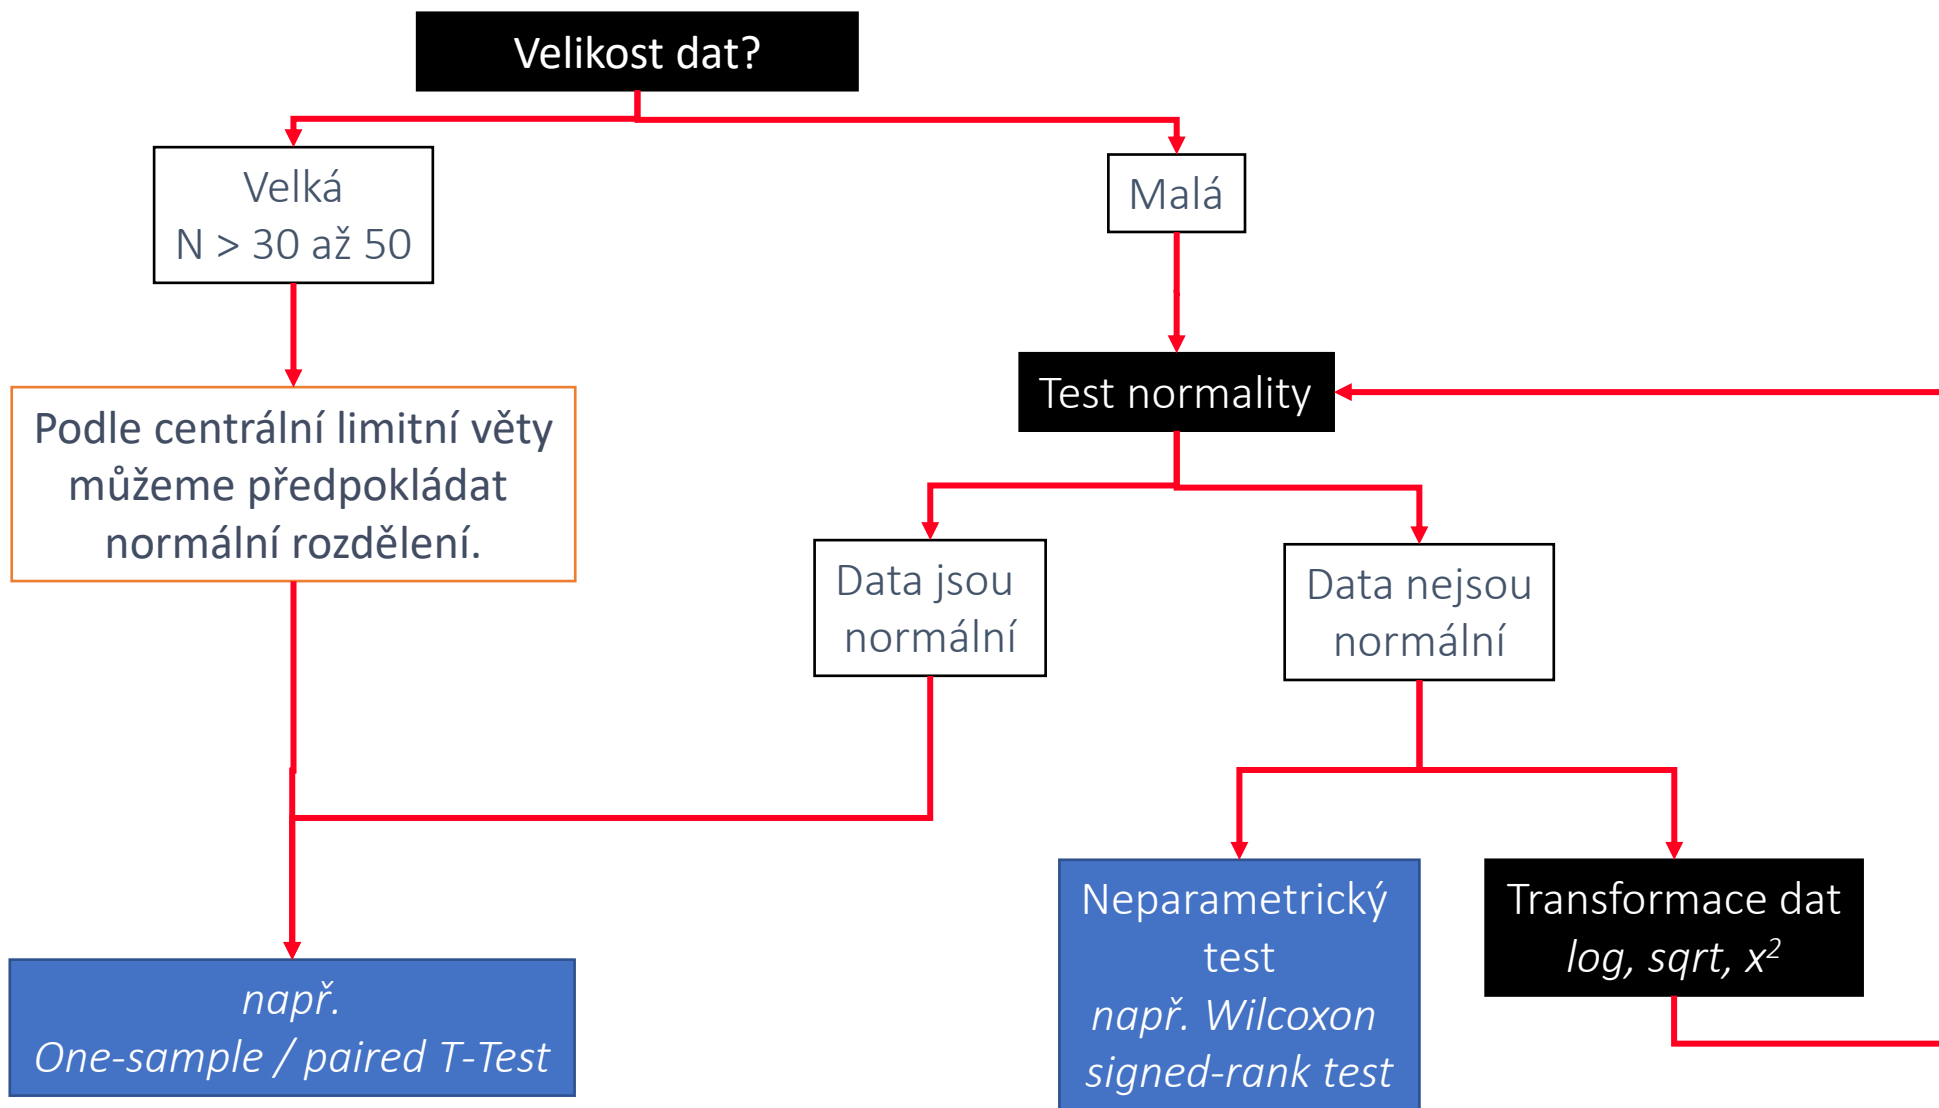 Velikost dat?
Velká
N > 30 až 50
Malá
Test normality
Podle centrální limitní věty
můžeme předpokládat
normální rozdělení.
Data jsou
normální
Data nejsou
normální
Neparametrický
test
např. Wilcoxon
signed-rank test
Transformace dat
log, sqrt, x²
např.
One-sample / paired T-Test